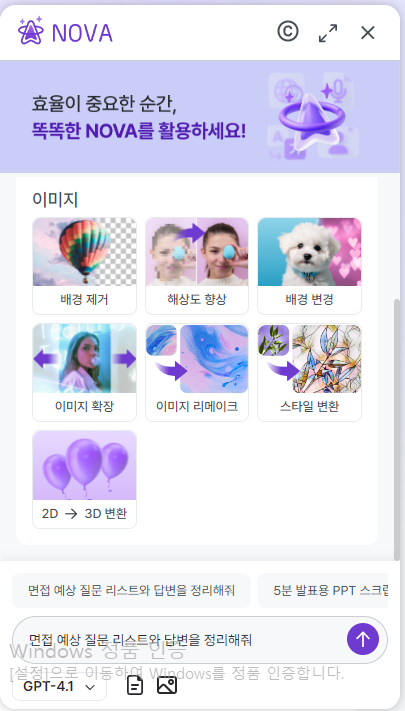 NOVA
효율이 중요한 순간,
똑똑한 NOVA를 활용하세요!
이미지
배경 제거
해상도 향상
배경 변경
이미지 확장
이미지 리메이크
스타일 변환
2D → 3D 변환
면접 예상 질문 리스트와 답변을 정리해줘
5분 발표용 PPT 스크립
면접 예상 질문 리스트와 답변을 정리해줘
Windows 정품 인증
[설정]으로 이동하여 Windows를 정품 인증합니다.
GPT-4.1